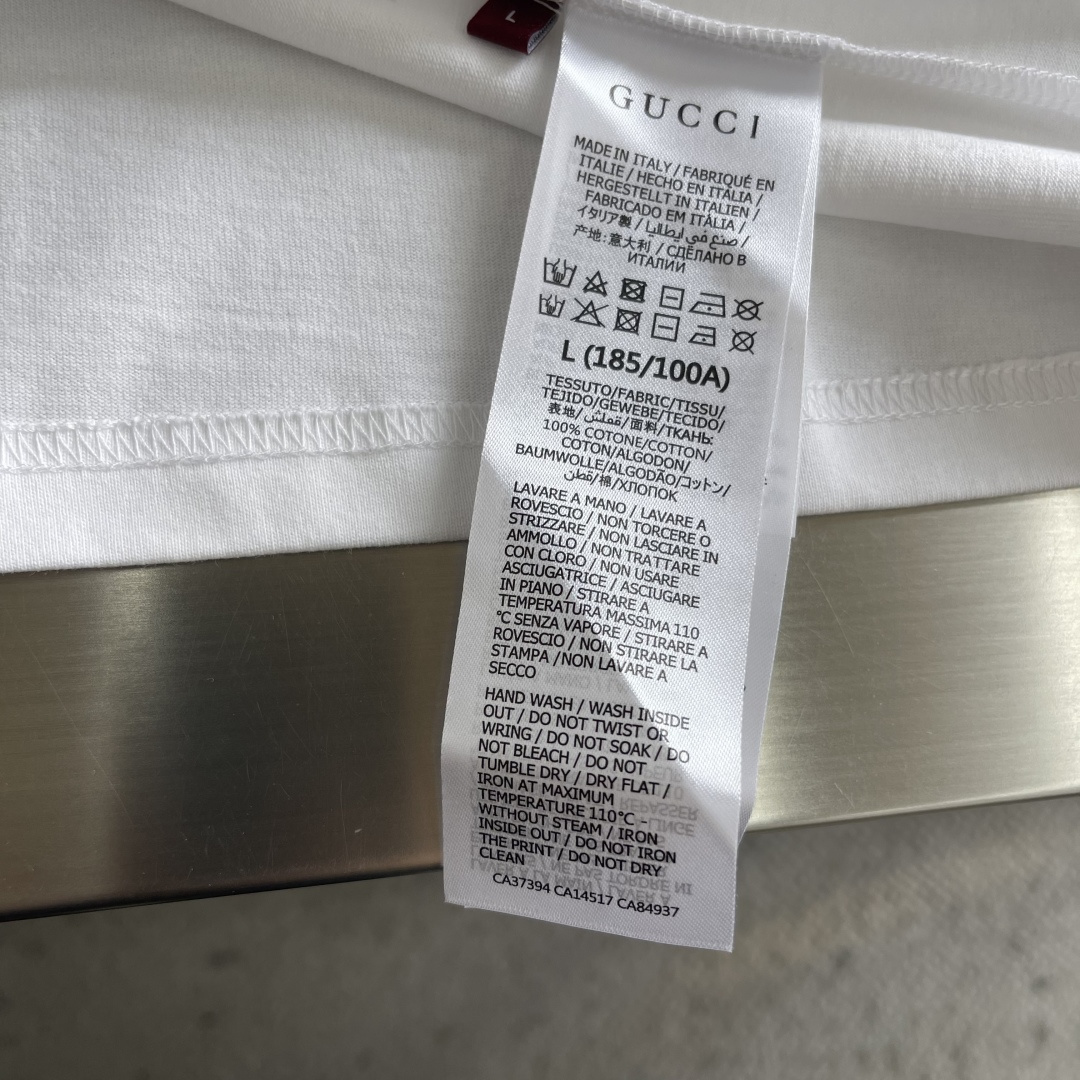 L
GUCCI
MADE IN ITALY / FABRIQUÉ EN
ITALIE / HECHO EN ITALIA /
HERGESTELLT IN ITALIEN /
FABRICADO EM ITÁLIA /
イタリア製 / صنع في ايطاليا /
产地: 意大利 / СДЕЛАНО В
ИТАЛИИ
L (185/100A)
TESSUTO/FABRIC/TISSU/
TEJIDO/GEWEBE/TECIDO/
表地/قماش/面料/ТКАНЬ:
100% COTONE/COTTON/
COTON/ALGODON/
BAUMWOLLE/ALGODÃO/コットン/
قطن/棉/ХЛОПОК
LAVARE A MANO / LAVARE A
ROVESCIO / NON TORCERE O
STRIZZARE / NON LASCIARE IN
AMMOLLO / NON TRATTARE
CON CLORO / NON USARE
ASCIUGATRICE / ASCIUGARE
IN PIANO / STIRARE A
TEMPERATURA MASSIMA 110
°C SENZA VAPORE / STIRARE A
ROVESCIO / NON STIRARE LA
STAMPA /NON LAVARE A
SECCO
HAND WASH / WASH INSIDE
OUT / DO NOT TWIST OR
WRING / DO NOT SOAK / DO
NOT BLEACH / DO NOT
TUMBLE DRY / DRY FLAT /
IRON AT MAXIMUM
TEMPERATURE 110°C -
WITHOUT STEAM / IRON
INSIDE OUT / DO NOT IRON
THE PRINT / DO NOT DRY
CLEAN
CA37394 CA14517 CA84937